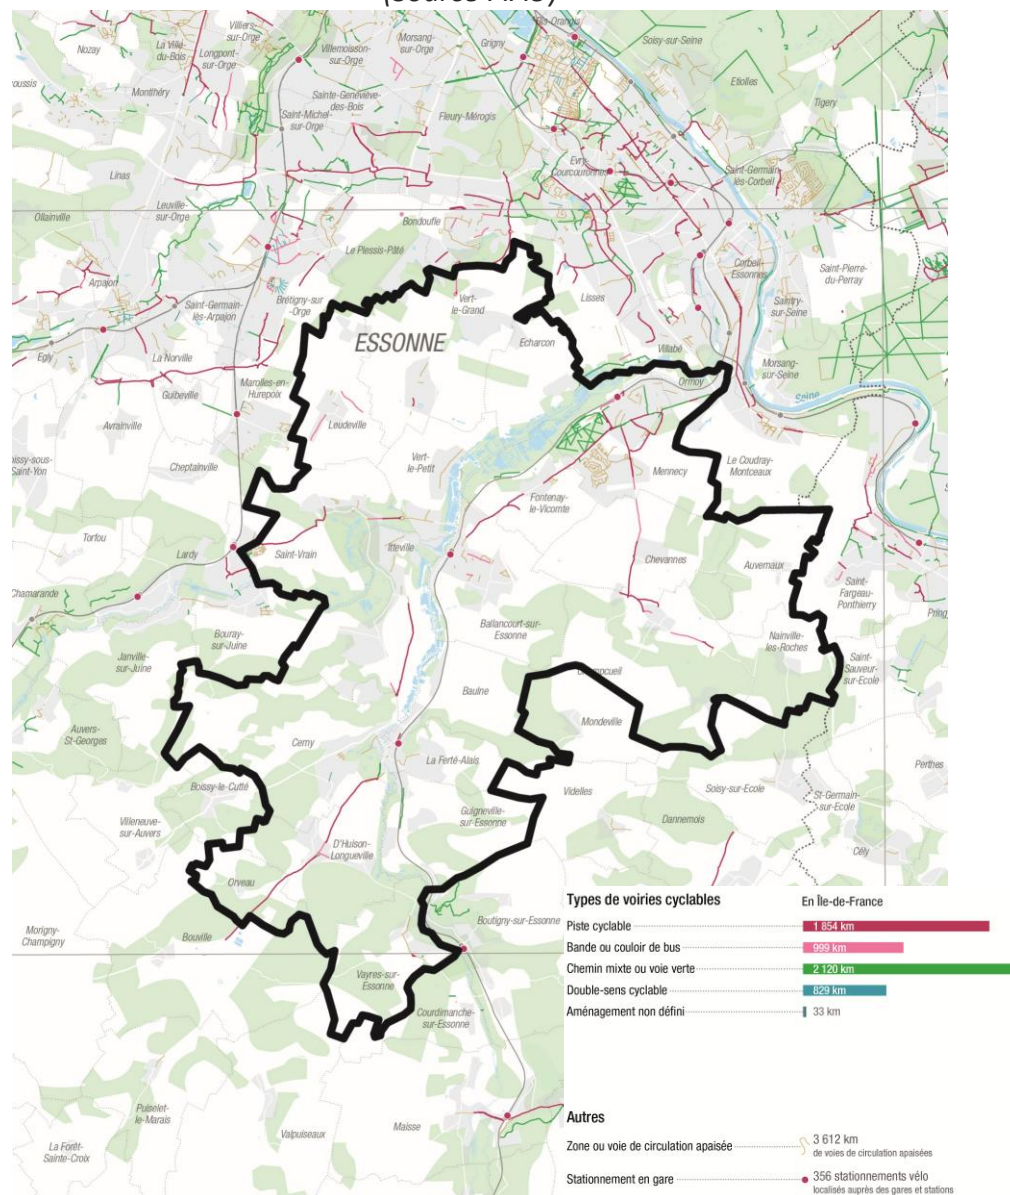 Villiers-
sur-Orge
La Ville-
du-Bois
Nozay
Longpont-
sur-Orge
Villemoisson-
sur-Orge
Morsang-
sur-Orge
Grigny
Soisy-sur-Seine
Montlhéry
Sainte-Geneviève-
des-Bois
Saint-Michel-
sur-Orge
Fleury-Mérogis
Etiolles
Tigery
Linas
Evry-
Courcouronnes
Saint-Germain-
lès-Corbeil
Ollainville
Leuville-
sur-Orge
Bondoufle
Le Plessis-Pâté
Corbeil-
Essonnes
Saint-Pierre-
du-Perray
Arpajon
Saint-Germain-
lès-Arpajon
Brétigny-sur
-Orge
Vert-
le-Grand
Lisses
Saintry-
sur-Seine
ESSONNE
Echarcon
Egly
La Norville
Villabé
Morsang-
sur-Seine
Marolles-en-
Hurepoix
Ormoy
Seine
Guibeville
Avrainville
Leudeville
Cheptainville
Vert-
le-Petit
Mennecy
Le Coudray-
Montceaux
Saint-Yon
Fontenay-
le-Vicomte
Torfou
Lardy
Saint-Vrain
Itteville
Chevannes
Auvernaux
Chamarande
Saint-
Fargeau-
Ponthierry
Bouray-
sur-Juine
Ballancourt-sur-
Essonne
Janville-
sur-Juine
Nainville-
les-Roches
Saint-
Sauveur-
sur-Ecole
Baulne
Mondeville
Auvers-
St-Georges
Cerny
La Ferté-Alais
Perthes
Boissy-le-Cutté
Videlles
Soisy-sur-Ecole
St-Germain
-sur-Ecole
Villeneuve-
sur-Auvers
Guigneville-
sur-Essonne
Dannemois
D'Huison-
Longueville
Cély
Orveau
Boutigny-sur-Essonne
Morigny-
Champigny
Bouville
Vayres-sur-
Essonne
Courdimanche
-sur-Essonne
Puiselet-
le-Marais
Valpuiseaux
Maisse
La Forêt-
Sainte-Croix
Types de voiries cyclables
En Île-de-France
Piste cyclable
1 854 km
Bande ou couloir de bus
999 km
Chemin mixte ou voie verte
2 120 km
Double-sens cyclable
829 km
Aménagement non défini
33 km
Autres
Zone ou voie de circulation apaisée
3 612 km
de voies de circulation apaisées
Stationnement en gare
356 stationnements vélo
localisés auprès des gares et stations